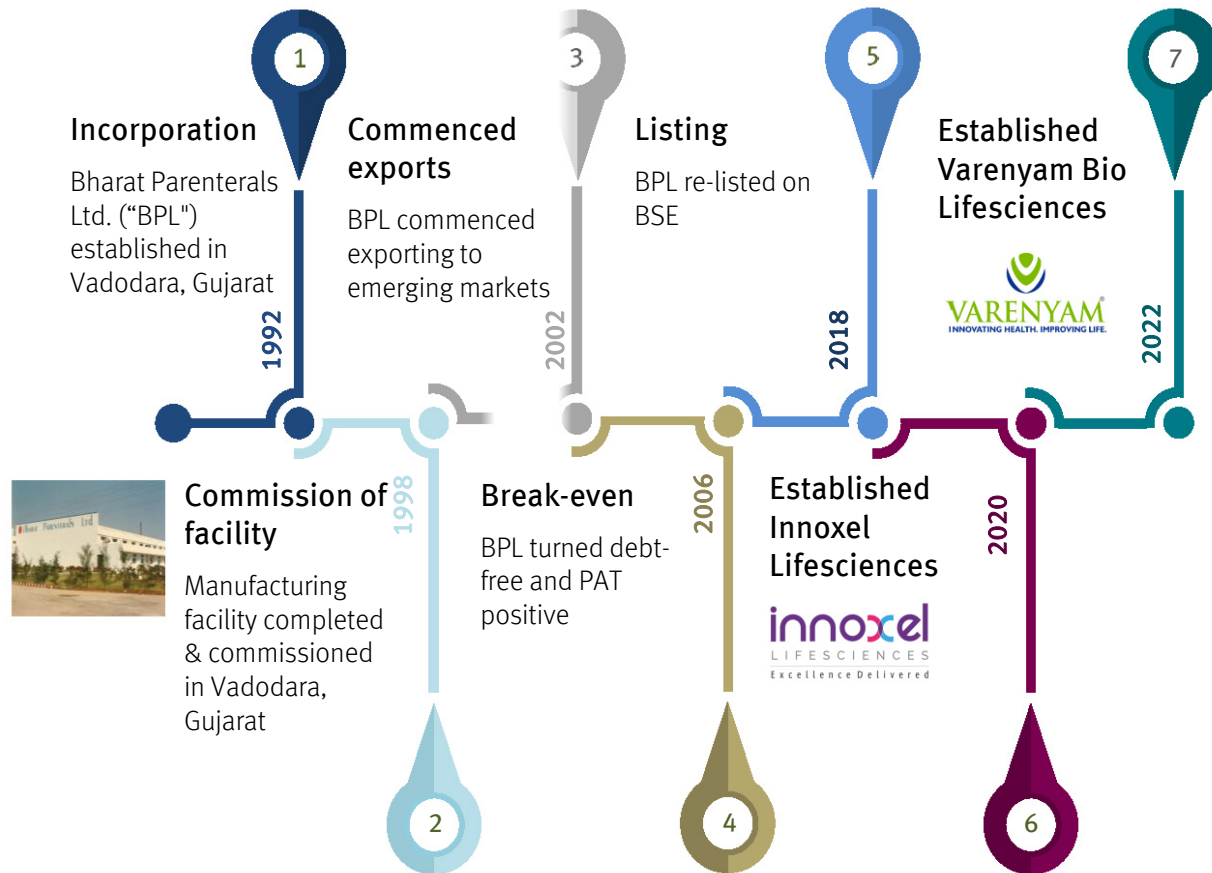 1
Incorporation
Bharat Parenterals
Ltd. (“BPL")
established in
Vadodara, Gujarat
1992
Commission of
facility
Manufacturing
facility completed
& commissioned
in Vadodara,
Gujarat
1998
2
Bharat Parenterals Ltd.
3
Commenced
exports
BPL commenced
exporting to
emerging markets
2002
Break-even
BPL turned debt-
free and PAT
positive
2006
4
5
Listing
BPL re-listed on
BSE
2018
Established
Innoxel
Lifesciences
innoxel
LIFESCIENCES
Excellence Delivered
2020
6
7
Established
Varenyam Bio
Lifesciences
VARENYAM®
INNOVATING HEALTH. IMPROVING LIFE.
2022